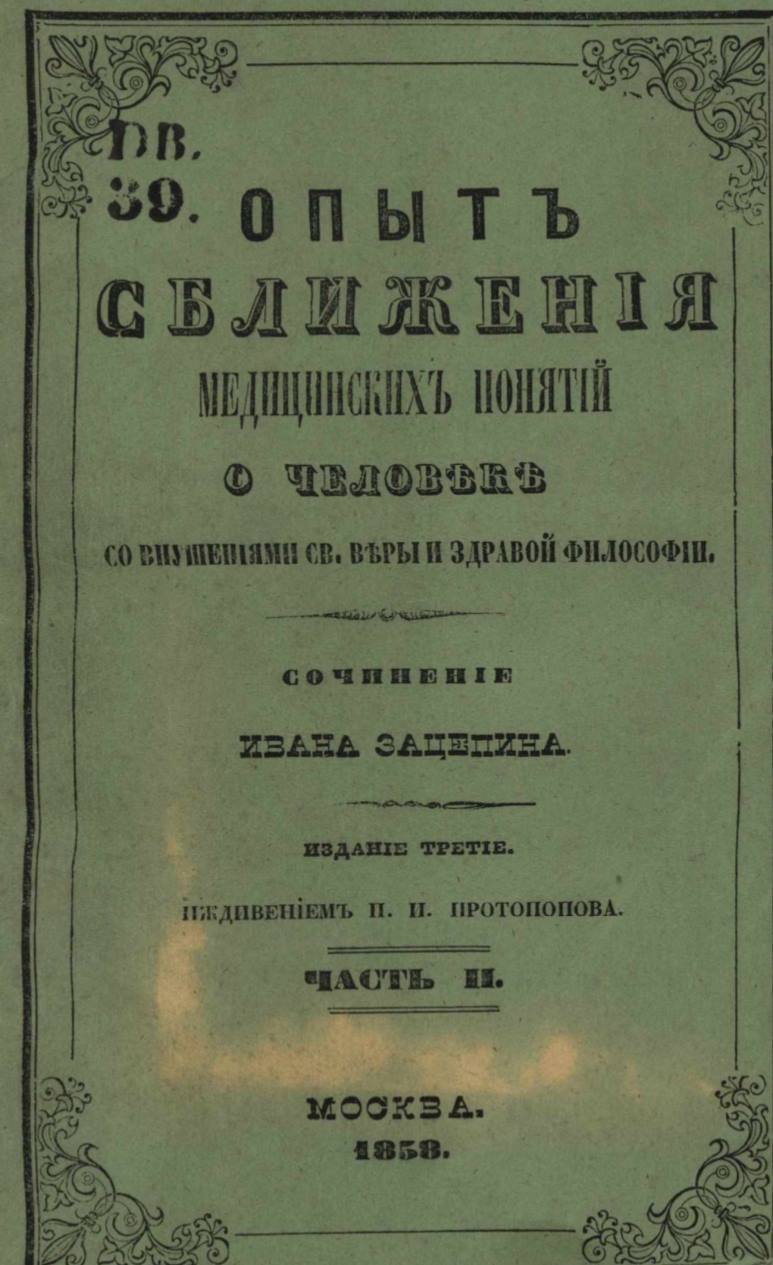 DB.
39.
ОПЫТЪ
СБЛИЖЕНІЯ
МЕДИЦИНСКИХЪ ПОНЯТІЙ
О ЧЕЛОВѢКѢ
СО ВНУШЕНІЯМИ СВ. ВѢРЫ И ЗДРАВОЙ ФИЛОСОФІИ.
СОЧИНЕНІЕ
ИВАНА ЗАЦЕПИНА.
ИЗДАНІЕ ТРЕТІЕ.
ИЖДИВЕНІЕМЪ П. И. ПРОТОПОПОВА.
ЧАСТЬ II.
МОСКВА.
1858.